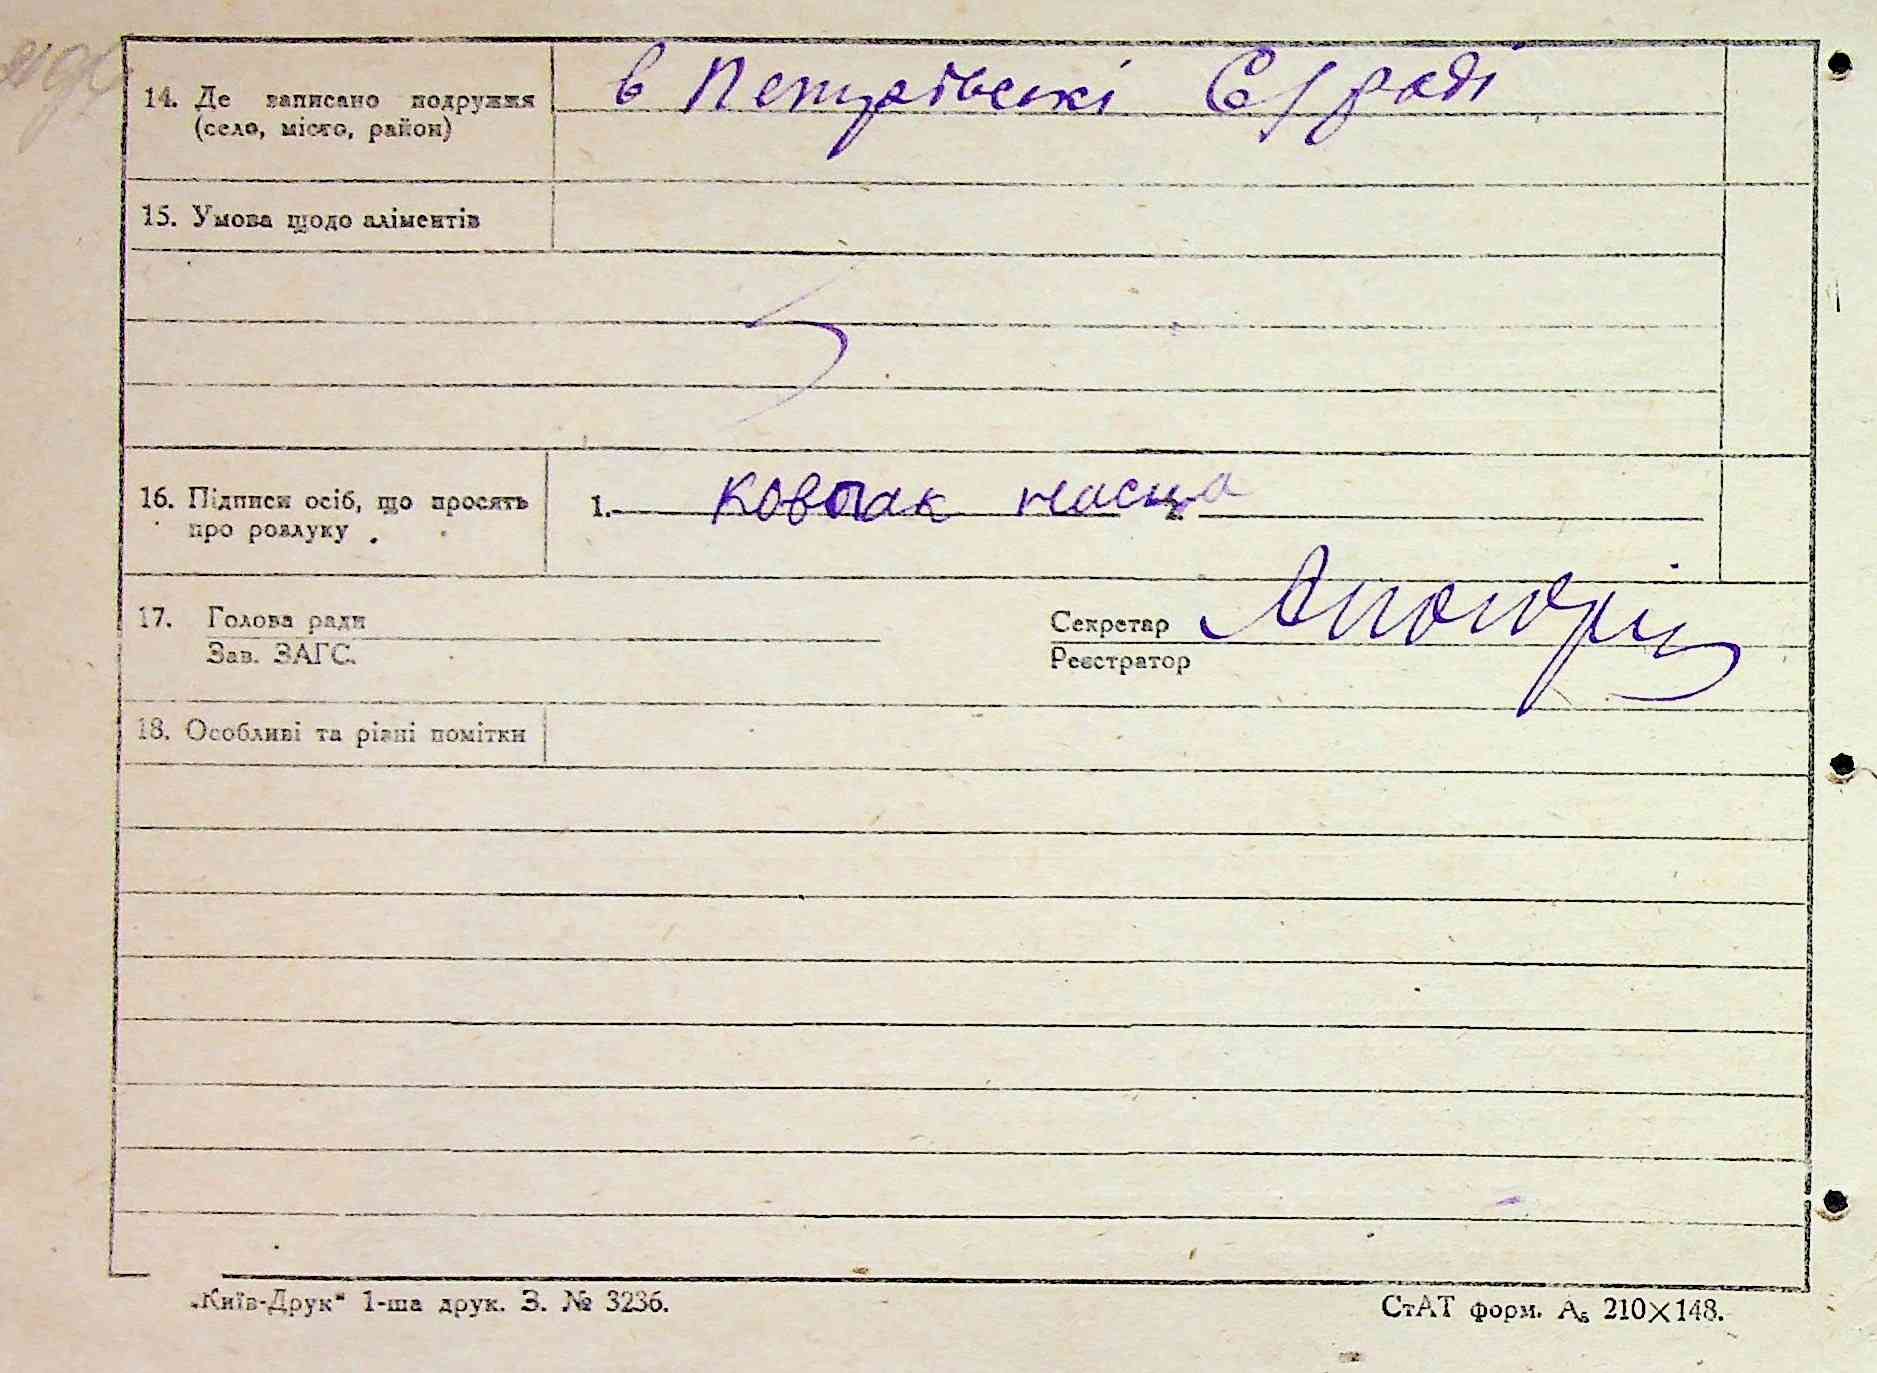 14. Де записано подружжя
(село, місто, район)
в Петрівські С/раді
15. Умова щодо аліментів
16. Підписи осіб, що просять
про розлуку
1. Ковпак 2.
17. Голова ради
Зав. ЗАГС.
Секретар
Реєстратор
18. Особливі та різні помітки
„Київ-Друк" 1-ша друк. З. № 3236.
СтАТ форм. А₅ 210×148.